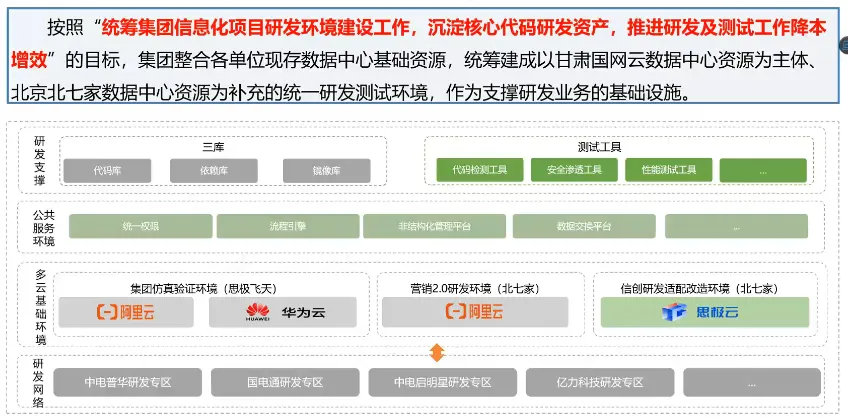 按照“统筹集团信息化项目研发环境建设工作，沉淀核心代码研发资产，推进研发及测试工作降本
增效”的目标，集团整合各单位现存数据中心基础资源，统筹建成以甘肃国网云数据中心资源为主体、
北京北七家数据中心资源为补充的统一研发测试环境，作为支撑研发业务的基础设施。
研发支撑
三库
代码库
依赖库
镜像库
测试工具
代码检测工具
安全渗透工具
性能测试工具
...
公共服务环境
统一权限
流程引擎
非结构化管理平台
数据交换平台
...
多云基础环境
集团仿真验证环境（思极飞天）
阿里云
HUAWEI
华为云
营销2.0研发环境（北七家）
阿里云
信创研发适配改造环境（北七家）
思极云
研发网络
中电普华研发专区
国电通研发专区
中电启明星研发专区
亿力科技研发专区
...